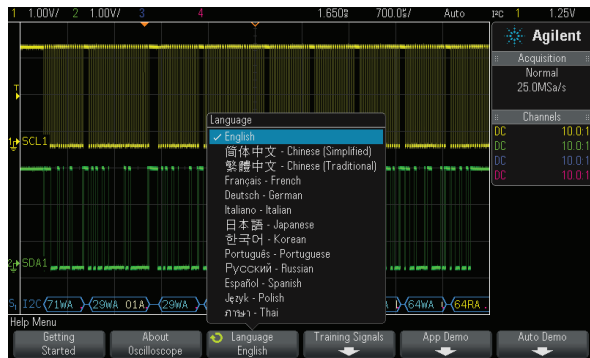 1 1.00V/ 2 1.00V/ 3 4 1.650s 700.0s/ Auto I²C 1 1.25V
Agilent
Acquisition
Normal
25.0MSa/s
Channels
DC 10.0:1
DC 10.0:1
DC 10.0:1
DC 10.0:1
T
SCL1
SDA1
Language
English
简体中文 - Chinese (Simplified)
繁體中文 - Chinese (Traditional)
Français - French
Deutsch - German
Italiano - Italian
日本語 - Japanese
한국어 - Korean
Português - Portuguese
Русский - Russian
Español - Spanish
Język - Polish
ภาษา - Thai
S₁ I2C 71WA 29WA 01A 29WA 64WA 64RA
Help Menu
Getting Started
About Oscilloscope
Language English
Training Signals
App Demo
Auto Demo